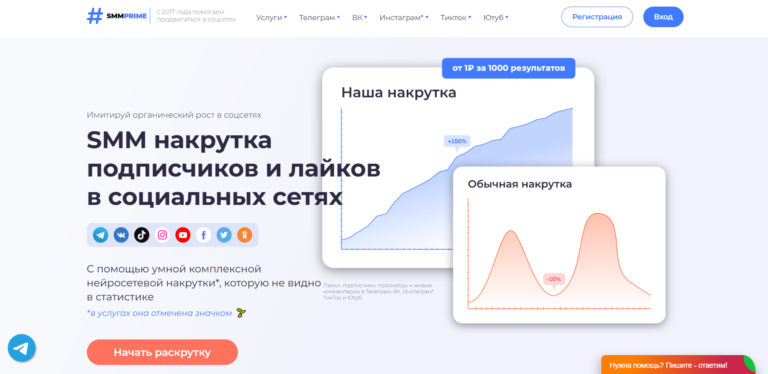 SMMPRIME
с 2017 года помогаем
продвигаться в соцсетях
Услуги Телеграм ВК Инстаграм* Тикток Ютуб
Регистрация
Вход
от 1₽ за 1000 результатов
Наша накрутка
+150%
Имитируй органический рост в соцсетях
SMM накрутка
подписчиков и лайков
в социальных сетях
Обычная накрутка
-10%
С помощью умной комплексной
нейросетевой накрутки*, которую не видно
в статистике
*в услугах она отмечена значком
Лайки, подписчики, просмотры и живые
комментарии в Телеграм, ВК, Инстаграм*,
ТикТок и Ютуб.
Начать раскрутку
Нужна помощь? Пишите - ответим!